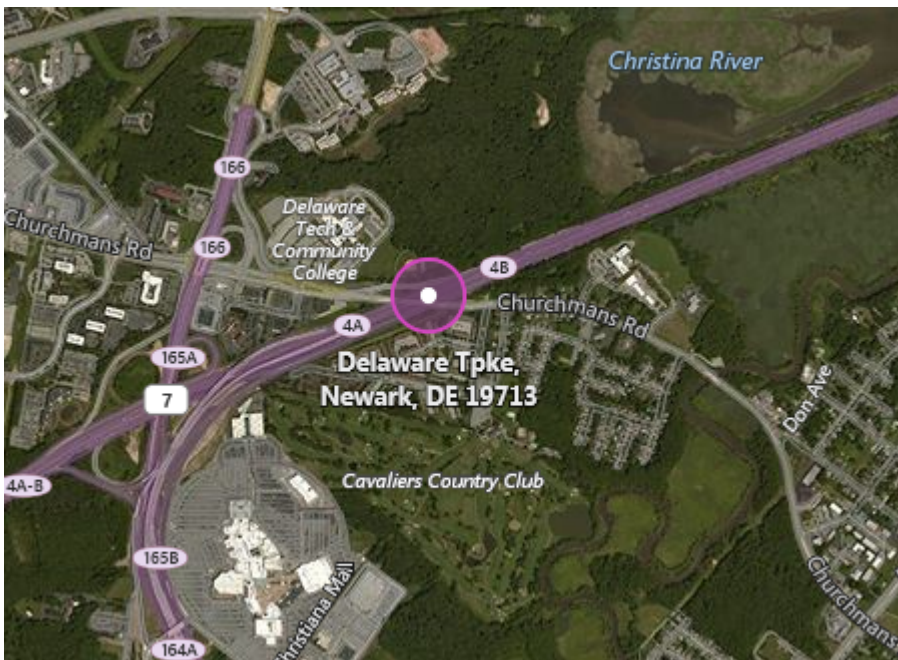 Christina River
166
Delaware
Tech &
Community
College
Churchmans Rd
166
4B
Churchmans Rd
4A
165A
Delaware Tpke,
Newark, DE 19713
7
Don Ave
4A-B
Cavaliers Country Club
165B
Christiana Mall
Churchmans
164A